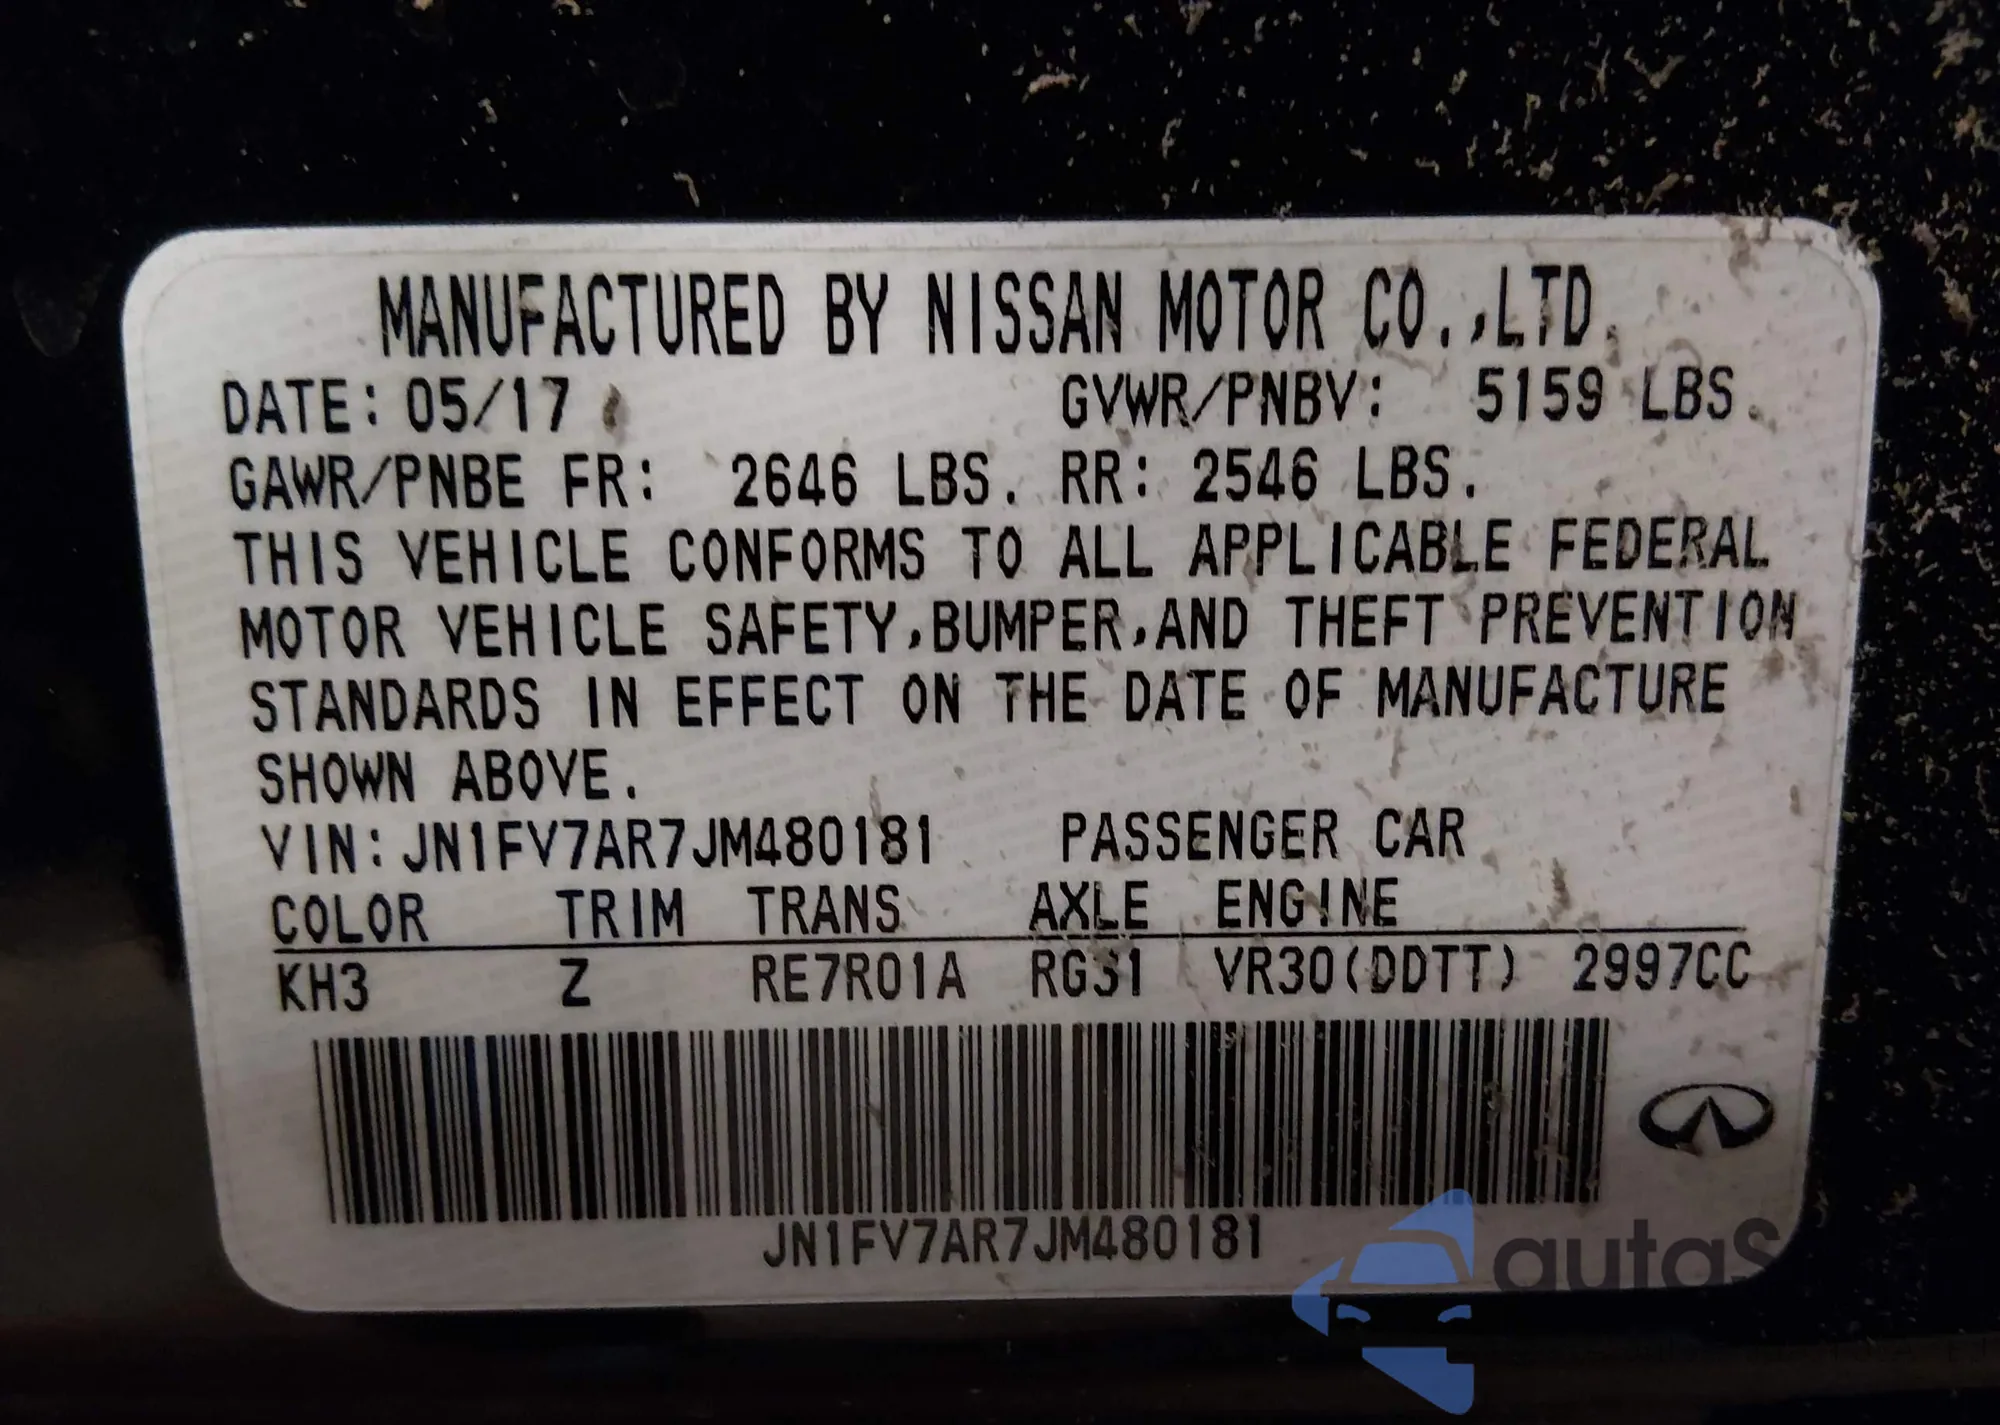 MANUFACTURED BY NISSAN MOTOR CO.,LTD.
DATE: 05/17 GVWR/PNBV: 5159 LBS.
GAWR/PNBE FR: 2646 LBS. RR: 2546 LBS.
THIS VEHICLE CONFORMS TO ALL APPLICABLE FEDERAL
MOTOR VEHICLE SAFETY,BUMPER,AND THEFT PREVENTION
STANDARDS IN EFFECT ON THE DATE OF MANUFACTURE
SHOWN ABOVE.
VIN:JN1FV7AR7JM480181 PASSENGER CAR
COLOR TRIM TRANS AXLE ENGINE
KH3 Z RE7R01A RG31 VR30(DDTT) 2997CC
JN1FV7AR7JM480181
autaS